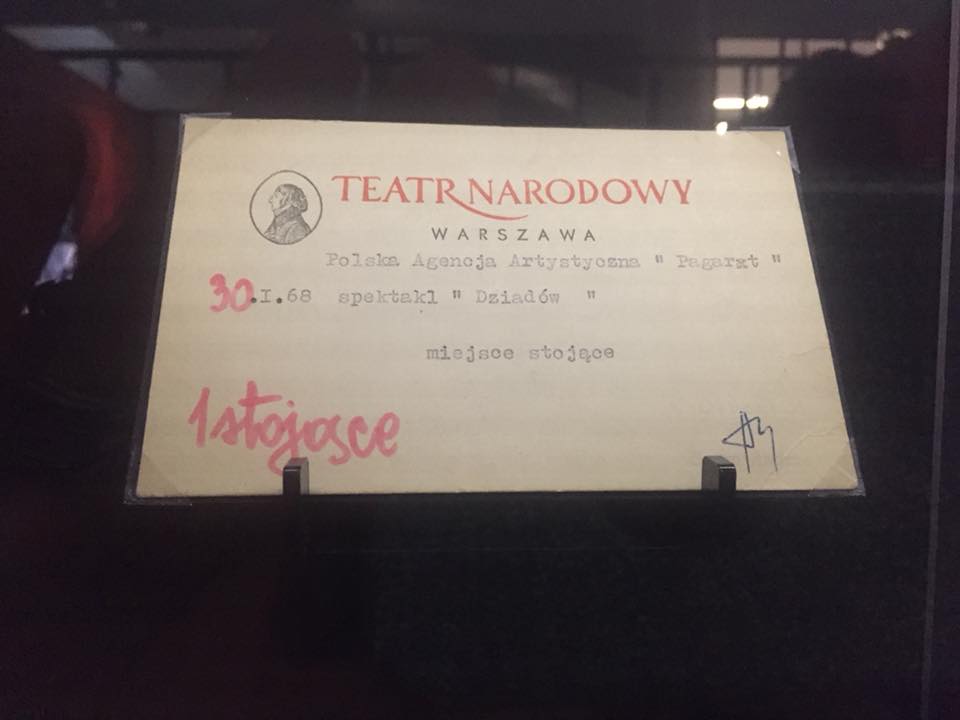 TEATR NARODOWY
WARSZAWA
Polska Agencja Artystyczna " Pagart "
30.I.68 spektakl " Dziadów "
miejsce stojące
1 stojące